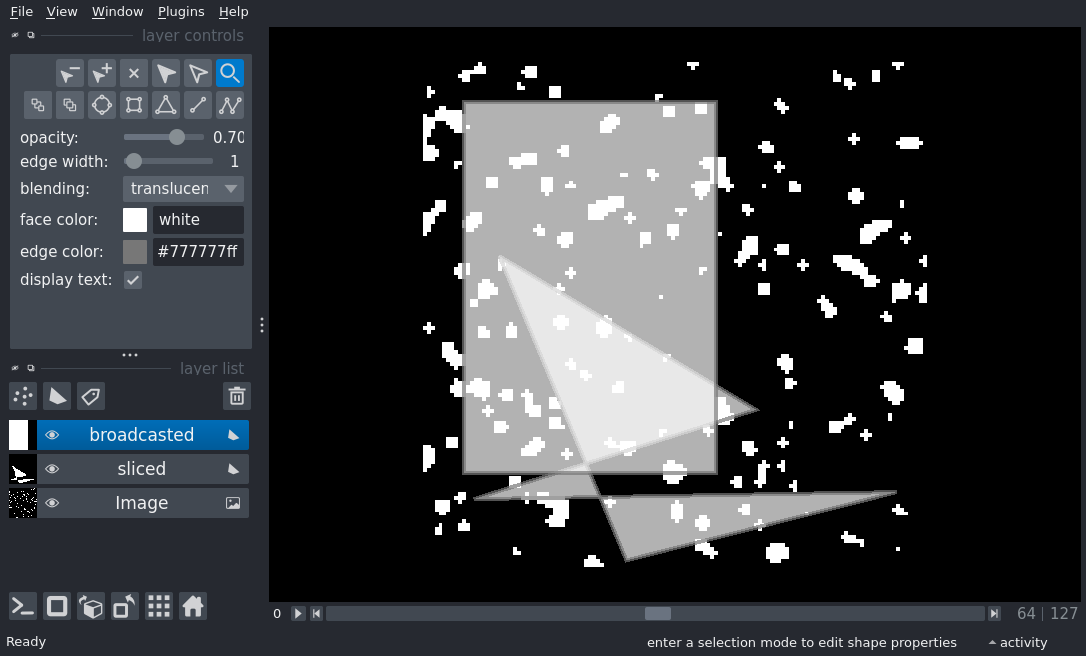 File View Window Plugins Help
layer controls
opacity: 0.70
edge width: 1
blending: translucen
face color: white
edge color: #777777ff
display text:
layer list
broadcasted
sliced
Image
0 64 | 127
Ready enter a selection mode to edit shape properties activity